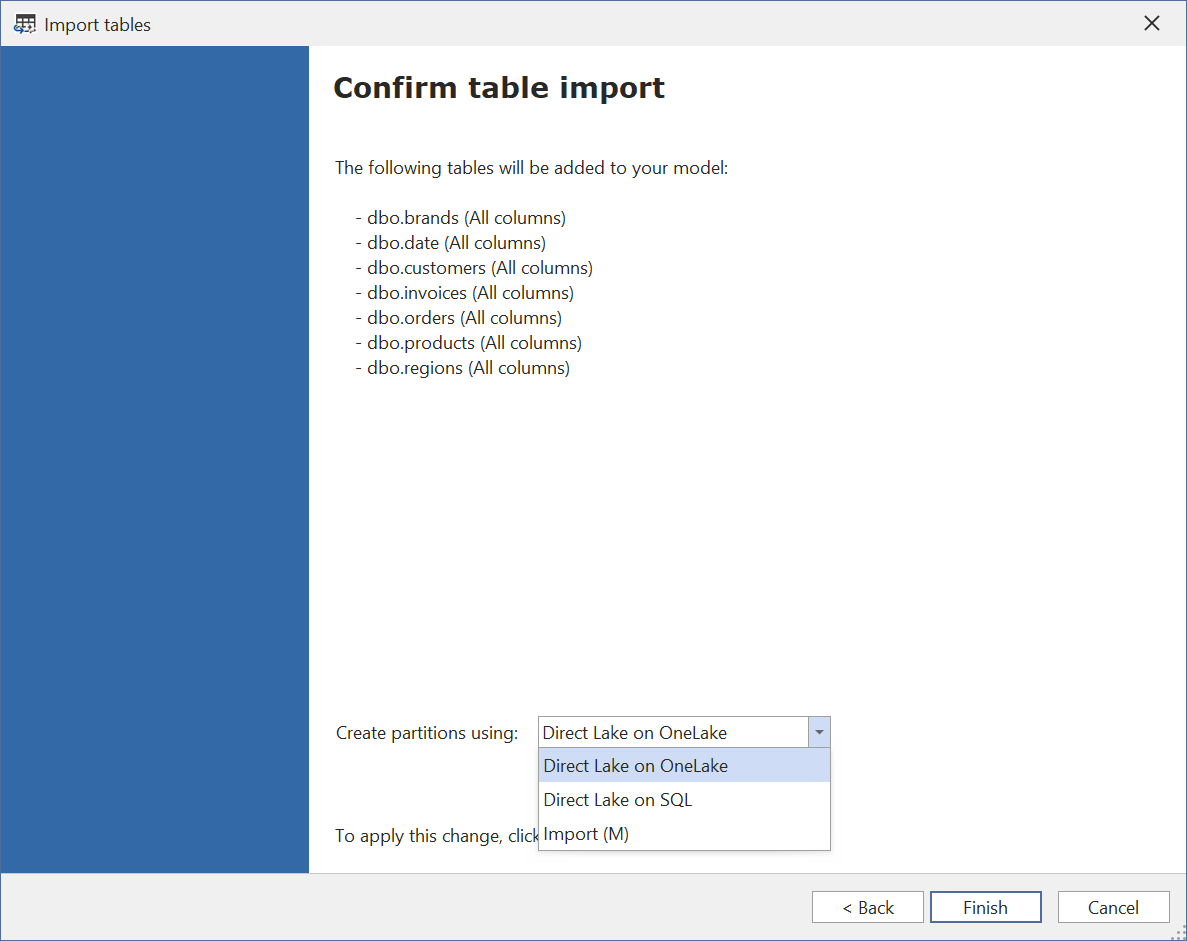 Import tables
Confirm table import
The following tables will be added to your model:
- dbo.brands (All columns)
- dbo.date (All columns)
- dbo.customers (All columns)
- dbo.invoices (All columns)
- dbo.orders (All columns)
- dbo.products (All columns)
- dbo.regions (All columns)
Create partitions using: Direct Lake on OneLake
Direct Lake on OneLake
Direct Lake on SQL
Import (M)
To apply this change, click
< Back Finish Cancel